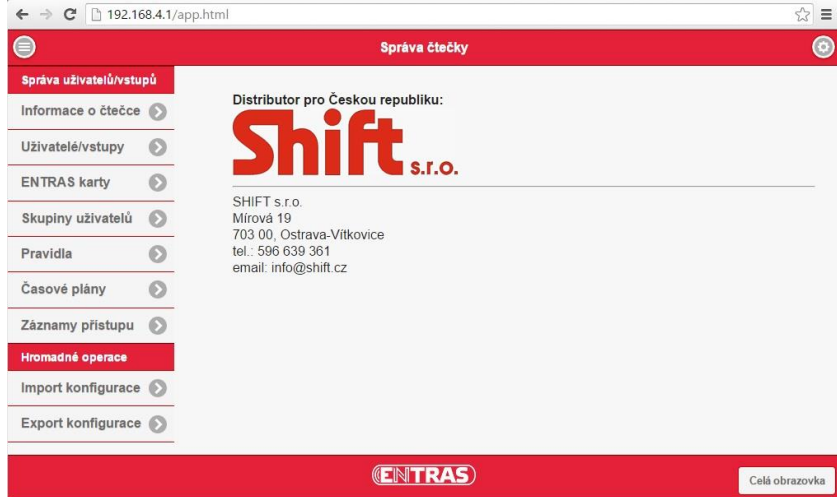 192.168.4.1/app.html
Správa čtečky
Správa uživatelů/vstupů
Informace o čtečce
Uživatelé/vstupy
ENTRAS karty
Skupiny uživatelů
Pravidla
Časové plány
Záznamy přístupu
Hromadné operace
Import konfigurace
Export konfigurace
Distributor pro Českou republiku:
Shift s.r.o.
SHIFT s.r.o.
Mírová 19
703 00, Ostrava-Vítkovice
tel.: 596 639 361
email: info@shift.cz
ENTRAS
Celá obrazovka